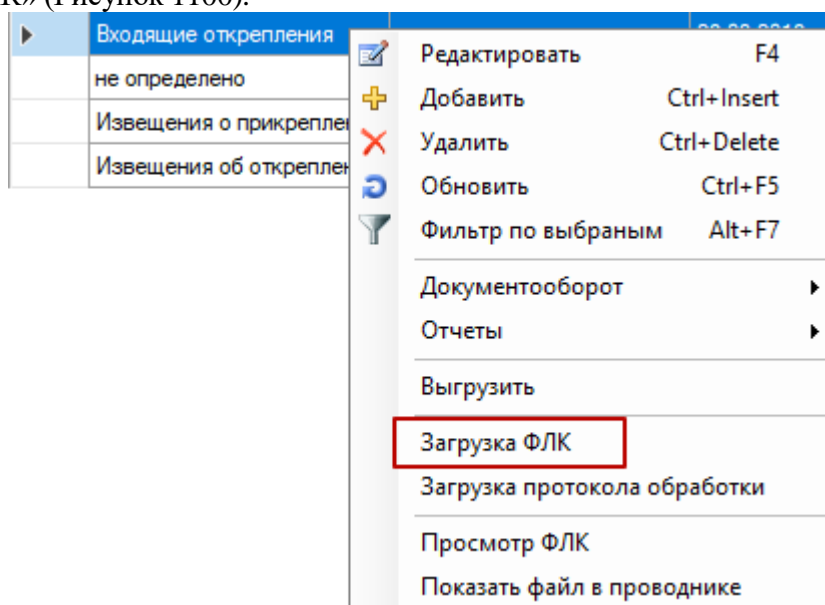 К» (Рисунок 1106).
Входящие открепления
не определено
Извещения о прикреплен
Извещения об откреплен
Редактировать F4
Добавить Ctrl+Insert
Удалить Ctrl+Delete
Обновить Ctrl+F5
Фильтр по выбраным Alt+F7
Документооборот
Отчеты
Выгрузить
Загрузка ФЛК
Загрузка протокола обработки
Просмотр ФЛК
Показать файл в проводнике